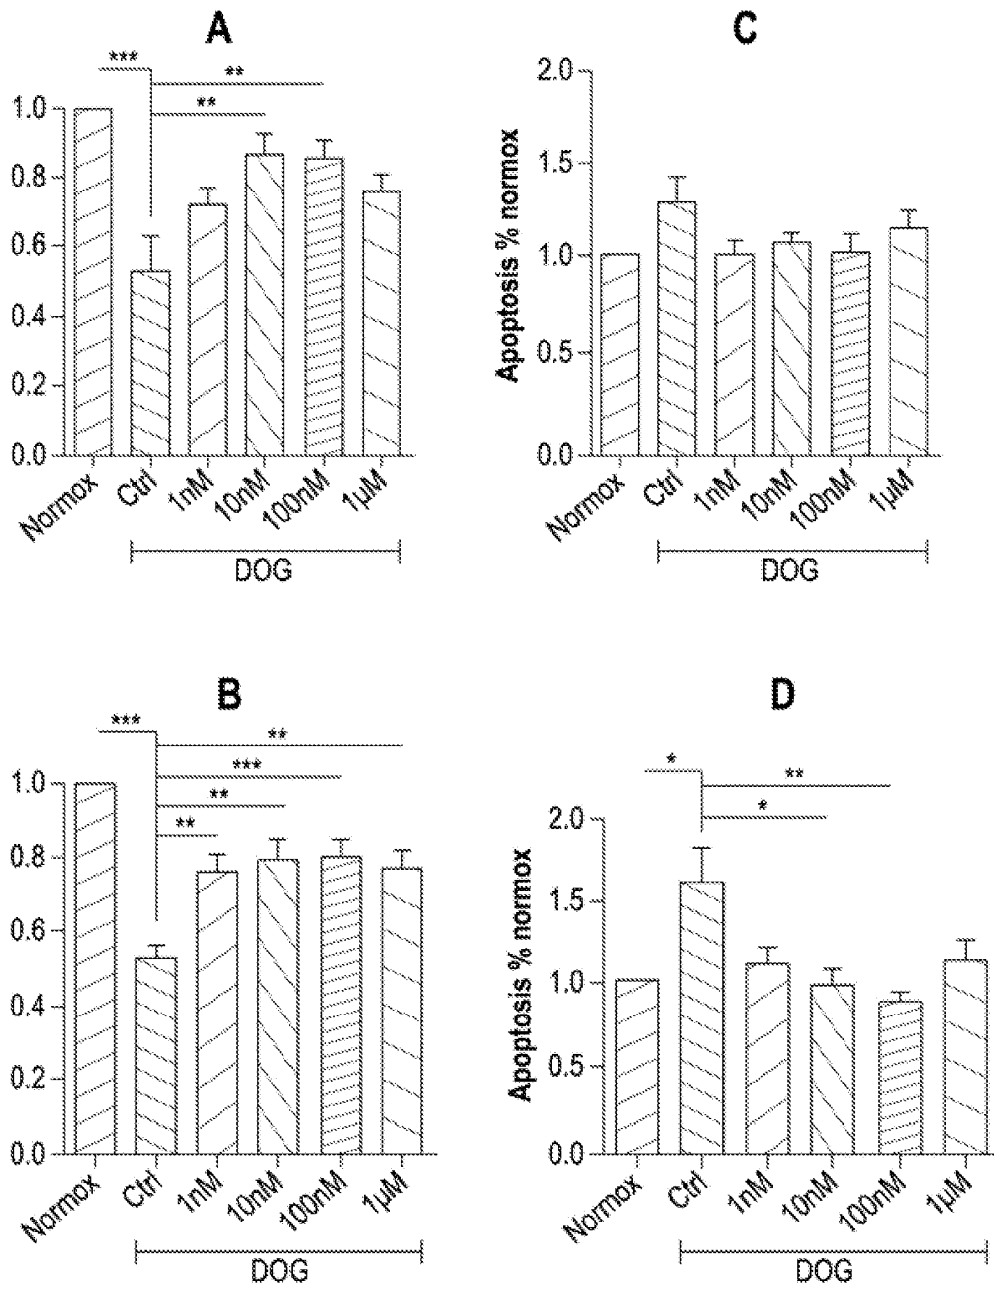 A
***
**
**
1.0
0.8
0.6
0.4
0.2
0.0
Normox
Ctrl
1nM
10nM
100nM
1µM
DOG
C
Apoptosis % normox
2.0
1.5
1.0
0.5
0.0
Normox
Ctrl
1nM
10nM
100nM
1µM
DOG
B
***
**
***
**
**
1.0
0.8
0.6
0.4
0.2
0.0
Normox
Ctrl
1nM
10nM
100nM
1µM
DOG
D
*
**
*
Apoptosis % normox
2.0
1.5
1.0
0.5
0.0
Normox
Ctrl
1nM
10nM
100nM
1µM
DOG